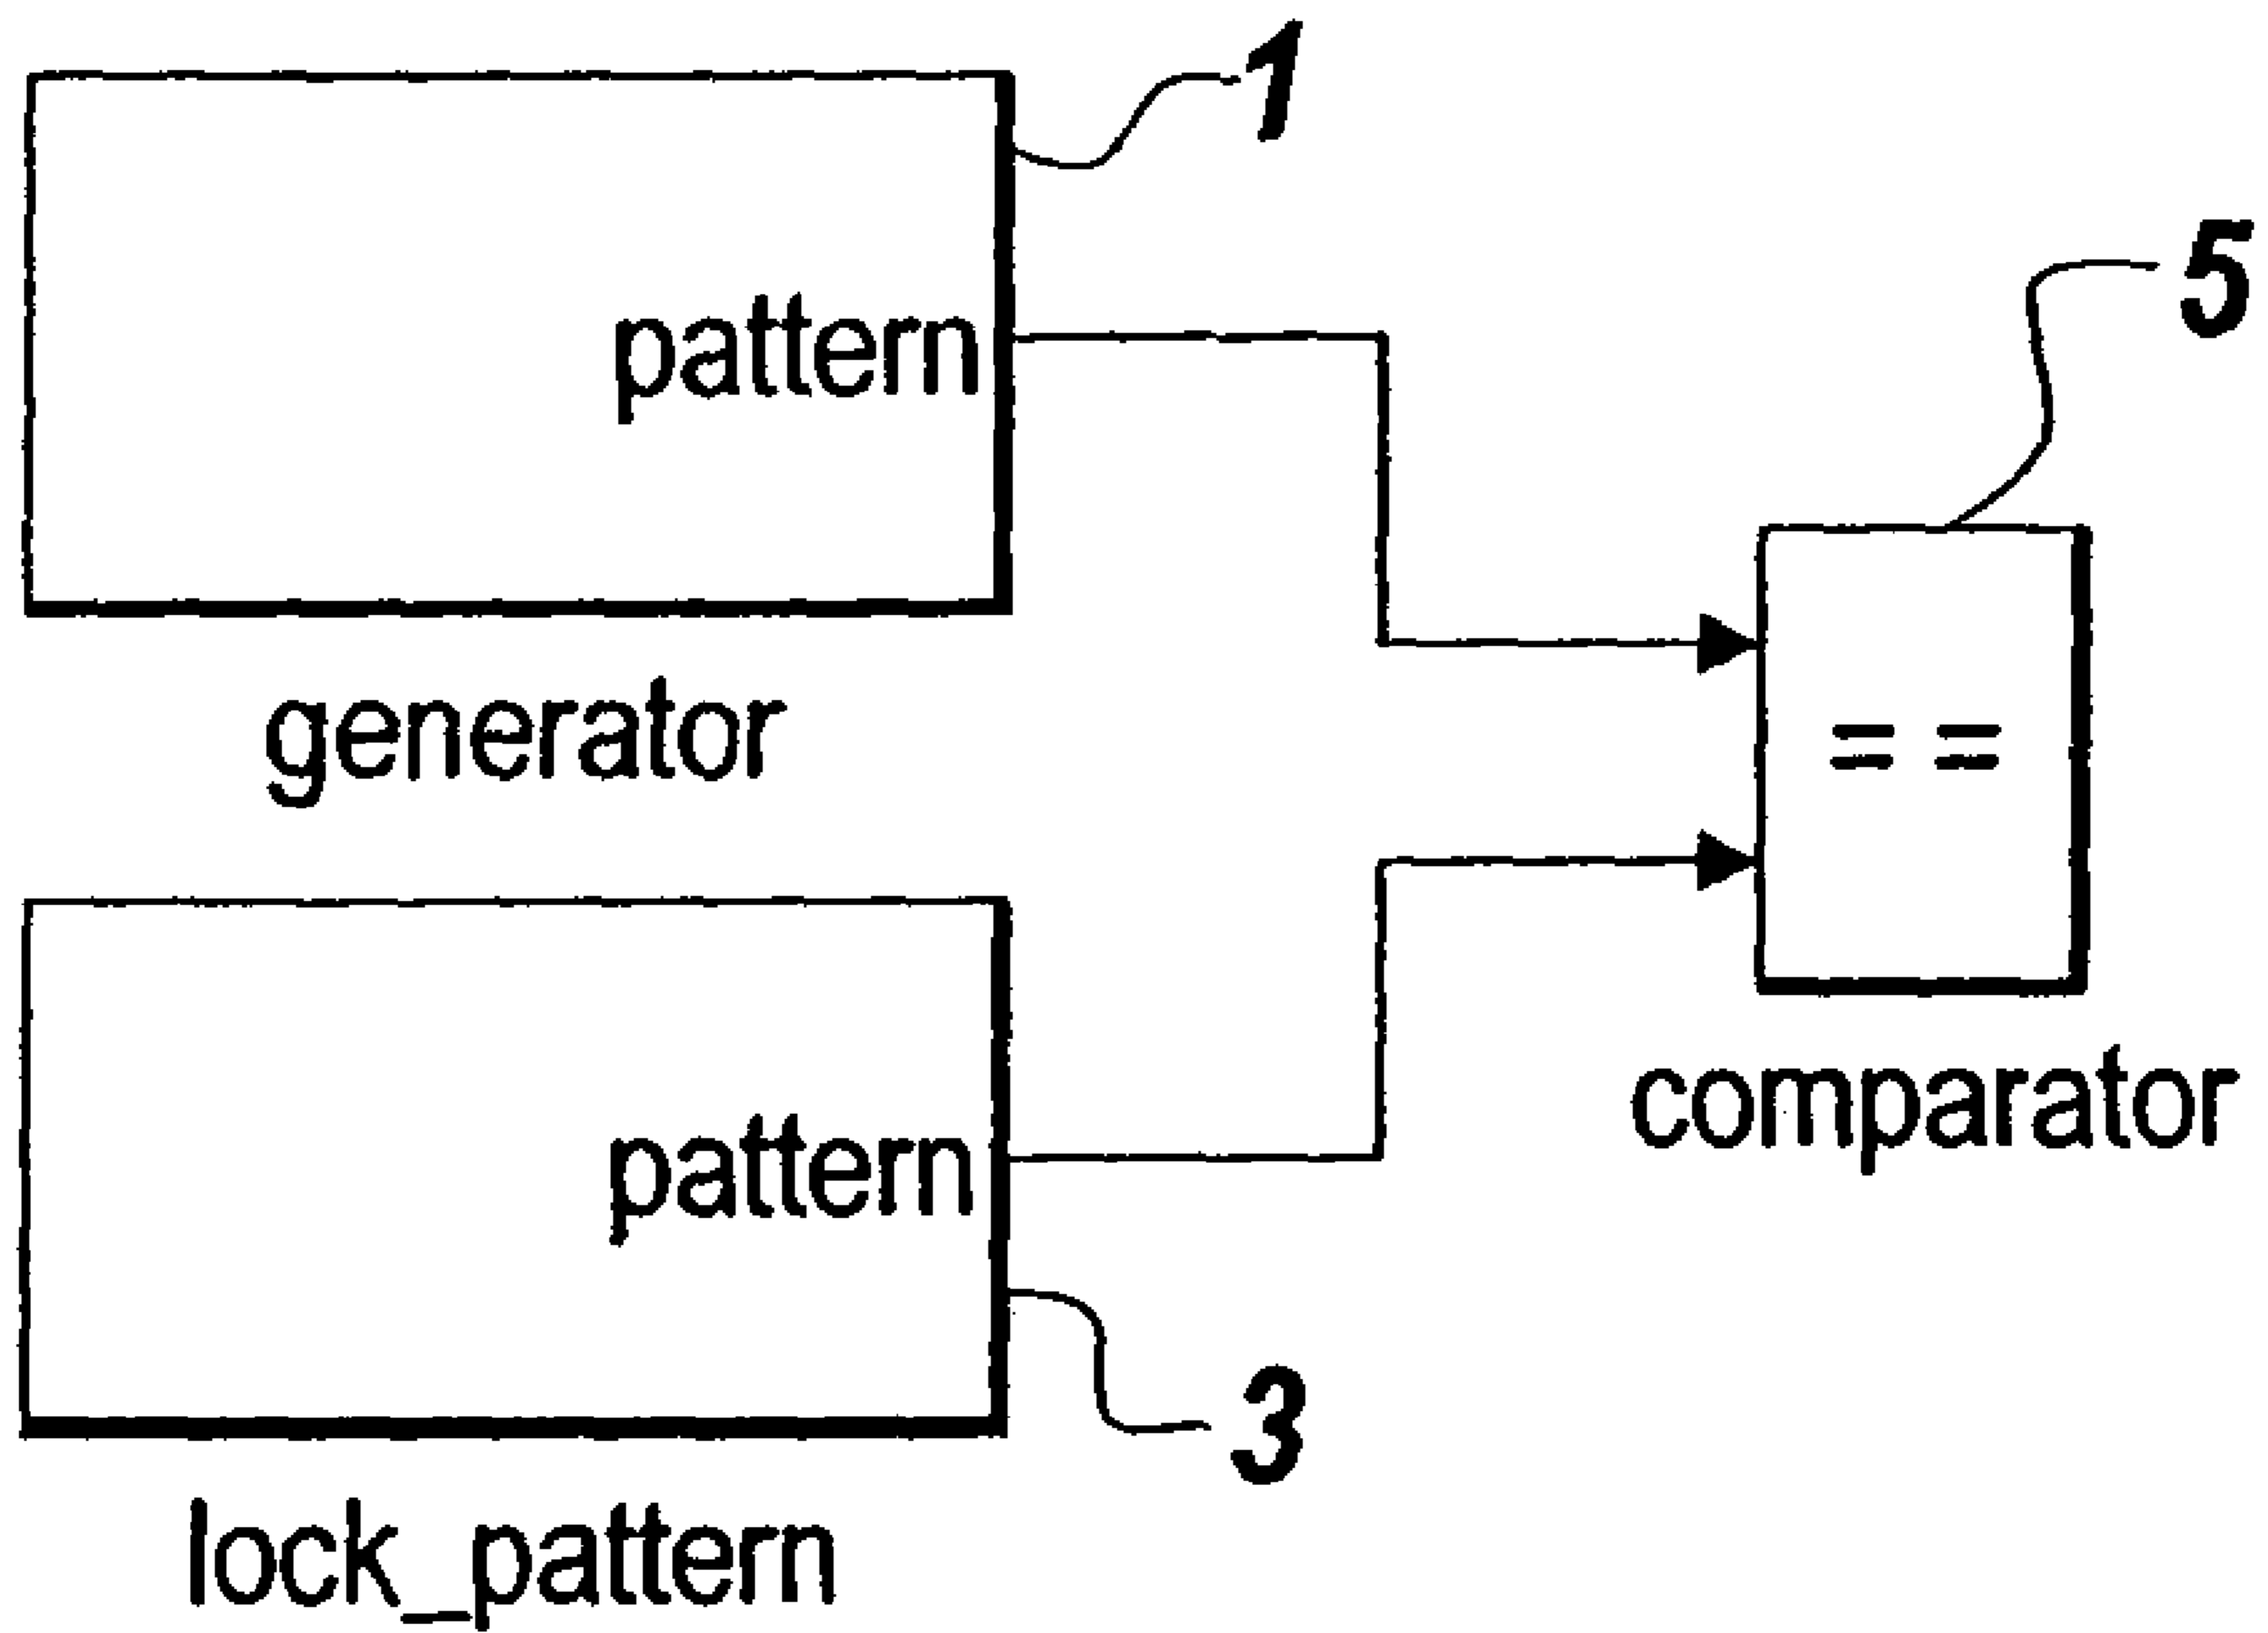 1
5
pattern
generator
= =
comparator
pattern
3
lock_pattern